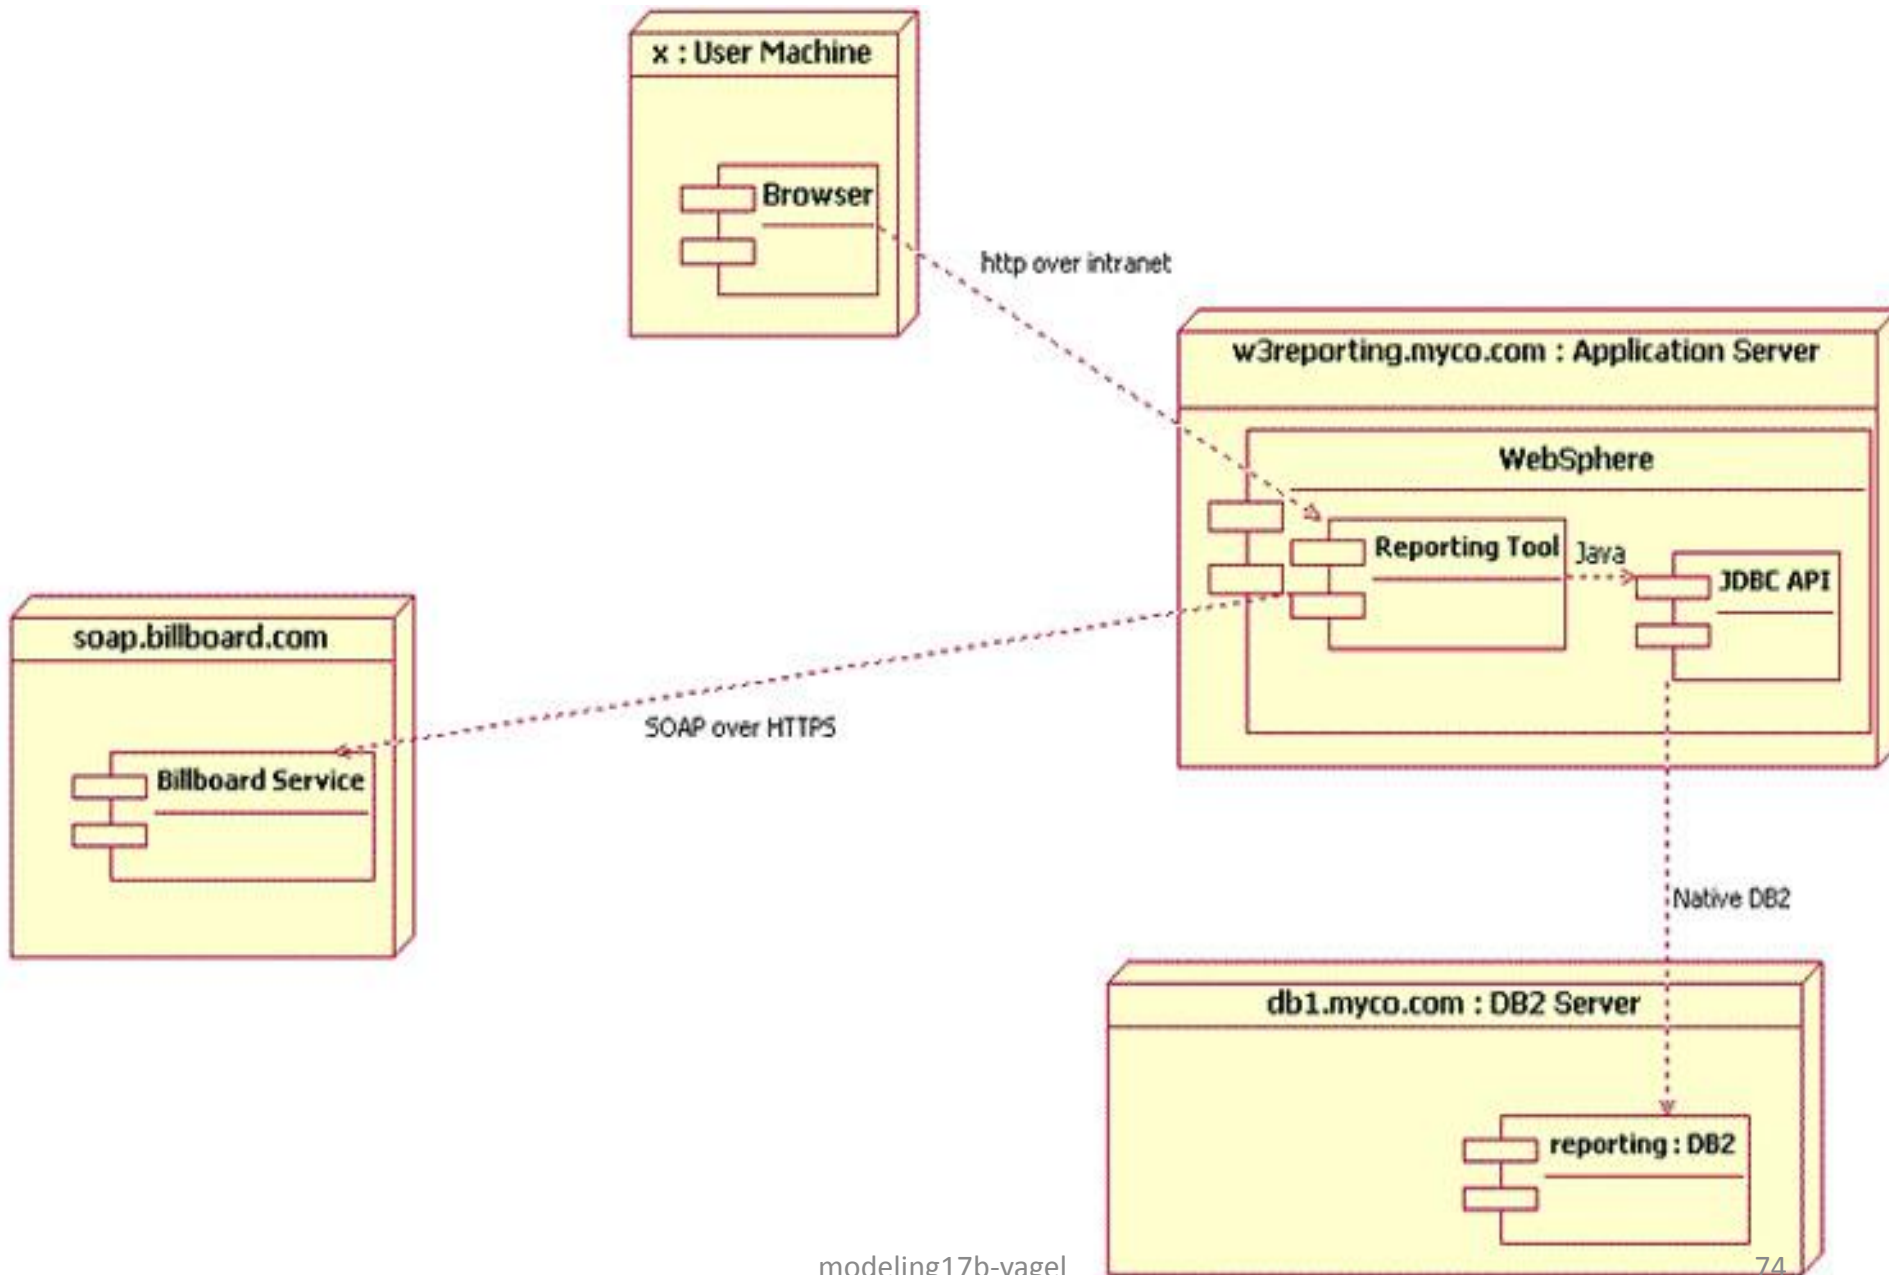 x : User Machine
Browser
http over intranet
w3reporting.myco.com : Application Server
WebSphere
Reporting Tool
Java
JDBC API
soap.billboard.com
SOAP over HTTPS
Billboard Service
Native DB2
db1.myco.com : DB2 Server
reporting : DB2
modeling17b-yagel
74